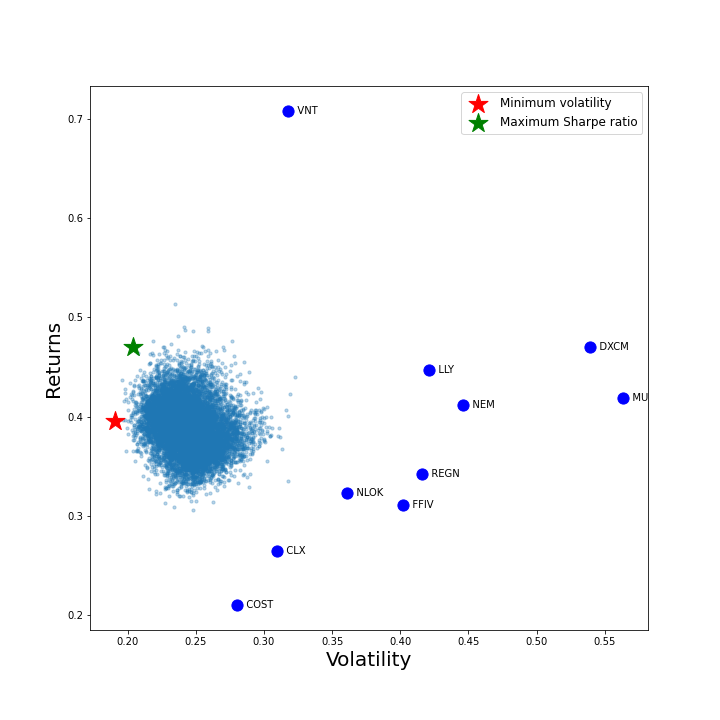 Minimum volatility
Maximum Sharpe ratio
VNT
DXCM
LLY
MU
NEM
REGN
NLOK
FFIV
CLX
COST
Returns
0.7
0.6
0.5
0.4
0.3
0.2
0.20 0.25 0.30 0.35 0.40 0.45 0.50 0.55
Volatility